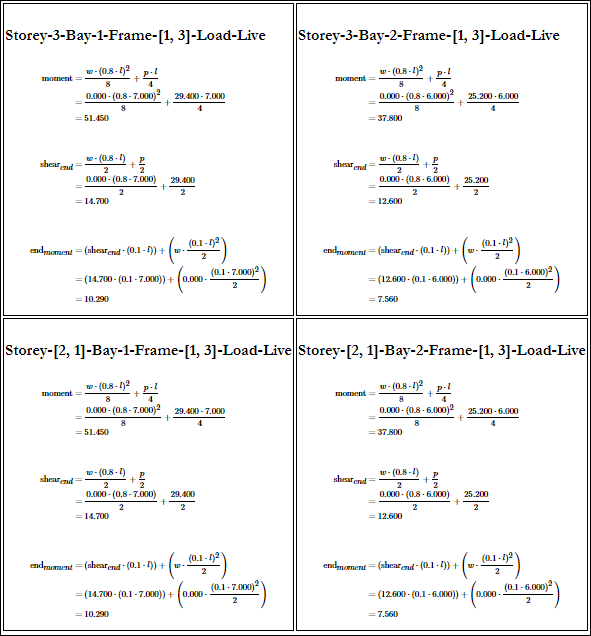 Storey-3-Bay-1-Frame-[1, 3]-Load-Live
moment = w · (0.8 · l)² / 8 + p · l / 4
= 0.000 · (0.8 · 7.000)² / 8 + 29.400 · 7.000 / 4
= 51.450
shear_end = w · (0.8 · l) / 2 + p / 2
= 0.000 · (0.8 · 7.000) / 2 + 29.400 / 2
= 14.700
end_moment = (shear_end · (0.1 · l)) + (w · (0.1 · l)² / 2)
= (14.700 · (0.1 · 7.000)) + (0.000 · (0.1 · 7.000)² / 2)
= 10.290
Storey-3-Bay-2-Frame-[1, 3]-Load-Live
moment = w · (0.8 · l)² / 8 + p · l / 4
= 0.000 · (0.8 · 6.000)² / 8 + 25.200 · 6.000 / 4
= 37.800
shear_end = w · (0.8 · l) / 2 + p / 2
= 0.000 · (0.8 · 6.000) / 2 + 25.200 / 2
= 12.600
end_moment = (shear_end · (0.1 · l)) + (w · (0.1 · l)² / 2)
= (12.600 · (0.1 · 6.000)) + (0.000 · (0.1 · 6.000)² / 2)
= 7.560
Storey-[2, 1]-Bay-1-Frame-[1, 3]-Load-Live
moment = w · (0.8 · l)² / 8 + p · l / 4
= 0.000 · (0.8 · 7.000)² / 8 + 29.400 · 7.000 / 4
= 51.450
shear_end = w · (0.8 · l) / 2 + p / 2
= 0.000 · (0.8 · 7.000) / 2 + 29.400 / 2
= 14.700
end_moment = (shear_end · (0.1 · l)) + (w · (0.1 · l)² / 2)
= (14.700 · (0.1 · 7.000)) + (0.000 · (0.1 · 7.000)² / 2)
= 10.290
Storey-[2, 1]-Bay-2-Frame-[1, 3]-Load-Live
moment = w · (0.8 · l)² / 8 + p · l / 4
= 0.000 · (0.8 · 6.000)² / 8 + 25.200 · 6.000 / 4
= 37.800
shear_end = w · (0.8 · l) / 2 + p / 2
= 0.000 · (0.8 · 6.000) / 2 + 25.200 / 2
= 12.600
end_moment = (shear_end · (0.1 · l)) + (w · (0.1 · l)² / 2)
= (12.600 · (0.1 · 6.000)) + (0.000 · (0.1 · 6.000)² / 2)
= 7.560